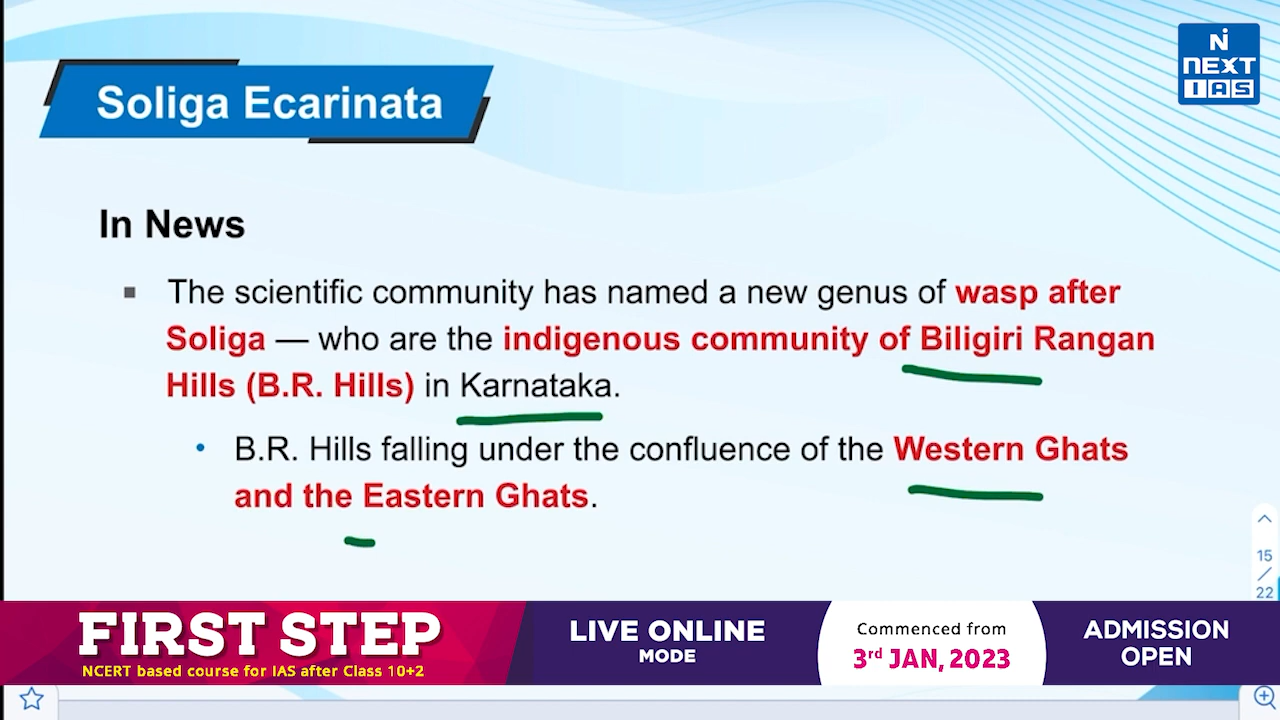 Soliga Ecarinata
NEXT
IAS
In News
▪ The scientific community has named a new genus of wasp after
Soliga — who are the indigenous community of Biligiri Rangan
Hills (B.R. Hills) in Karnataka.
• B.R. Hills falling under the confluence of the Western Ghats
and the Eastern Ghats.
15
/
22
FIRST STEP
NCERT based course for IAS after Class 10+2
LIVE ONLINE
MODE
Commenced from
3rd JAN, 2023
ADMISSION
OPEN